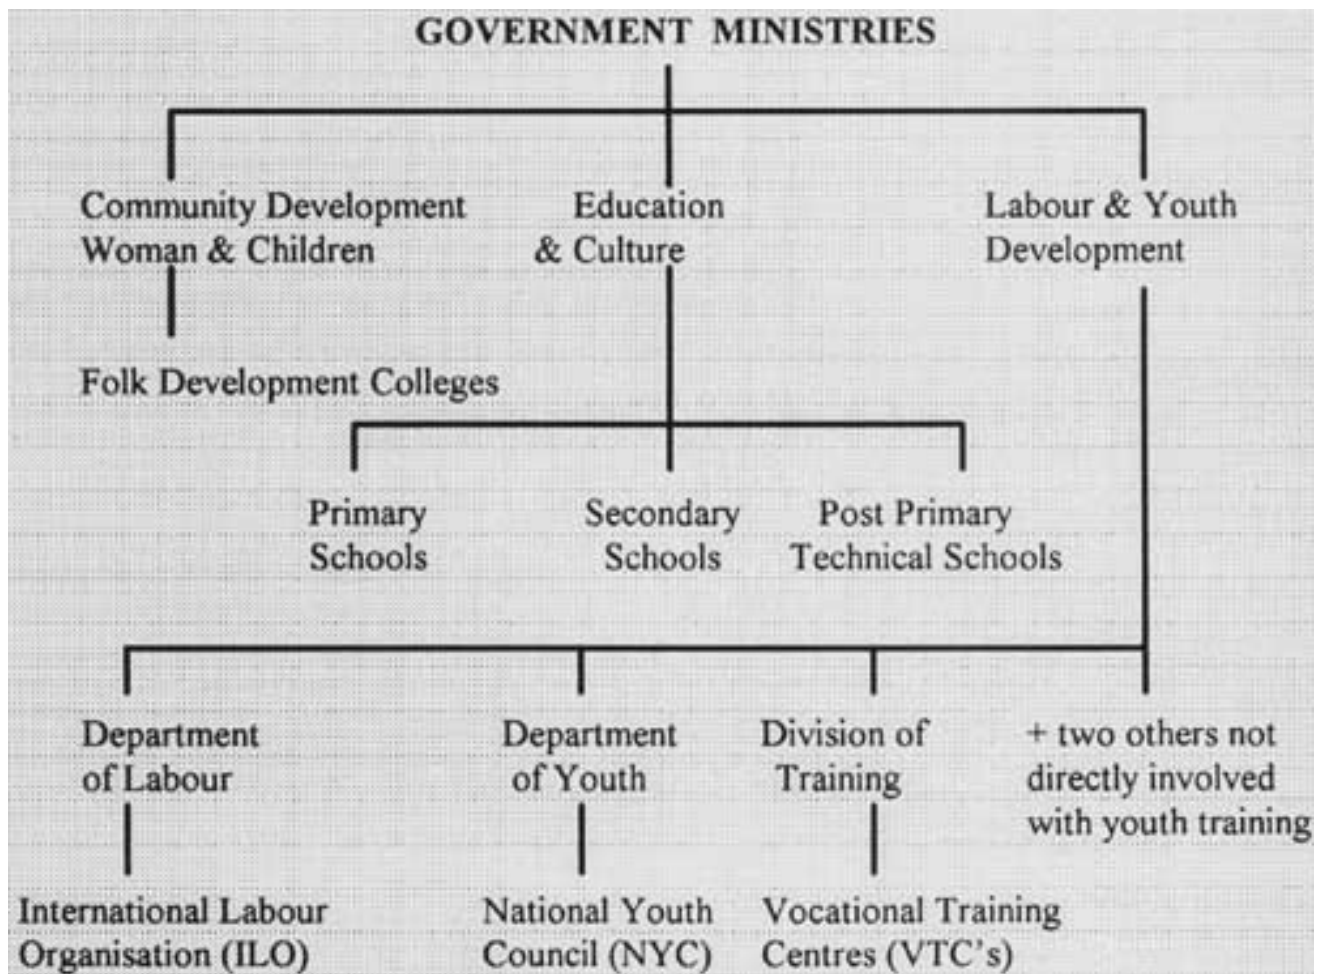 GOVERNMENT MINISTRIES
Community Development
Woman & Children
Education
& Culture
Labour & Youth
Development
Folk Development Colleges
Primary
Schools
Secondary
Schools
Post Primary
Technical Schools
Department
of Labour
Department
of Youth
Division of
Training
+ two others not
directly involved
with youth training
International Labour
Organisation (ILO)
National Youth
Council (NYC)
Vocational Training
Centres (VTC's)